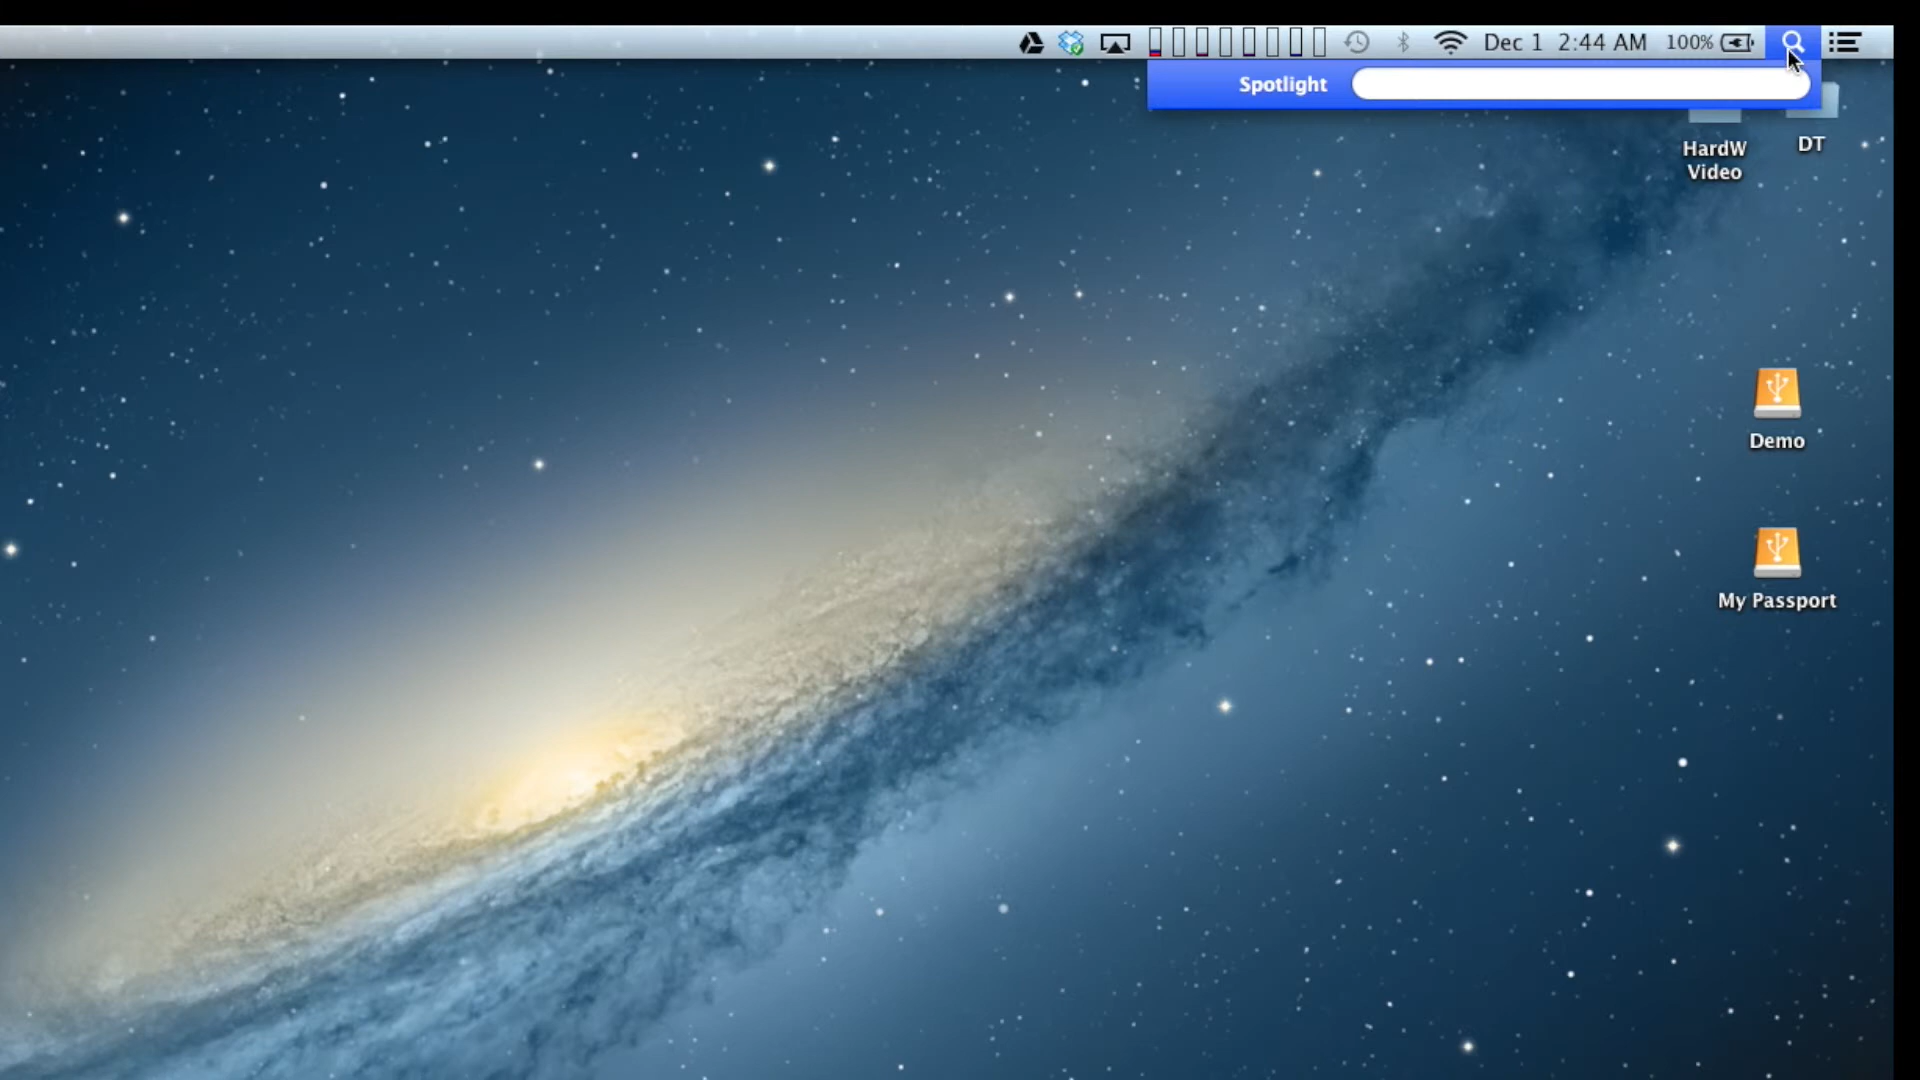 Dec 1 2:44 AM 100%
Spotlight
HardW
Video
DT
Demo
My Passport